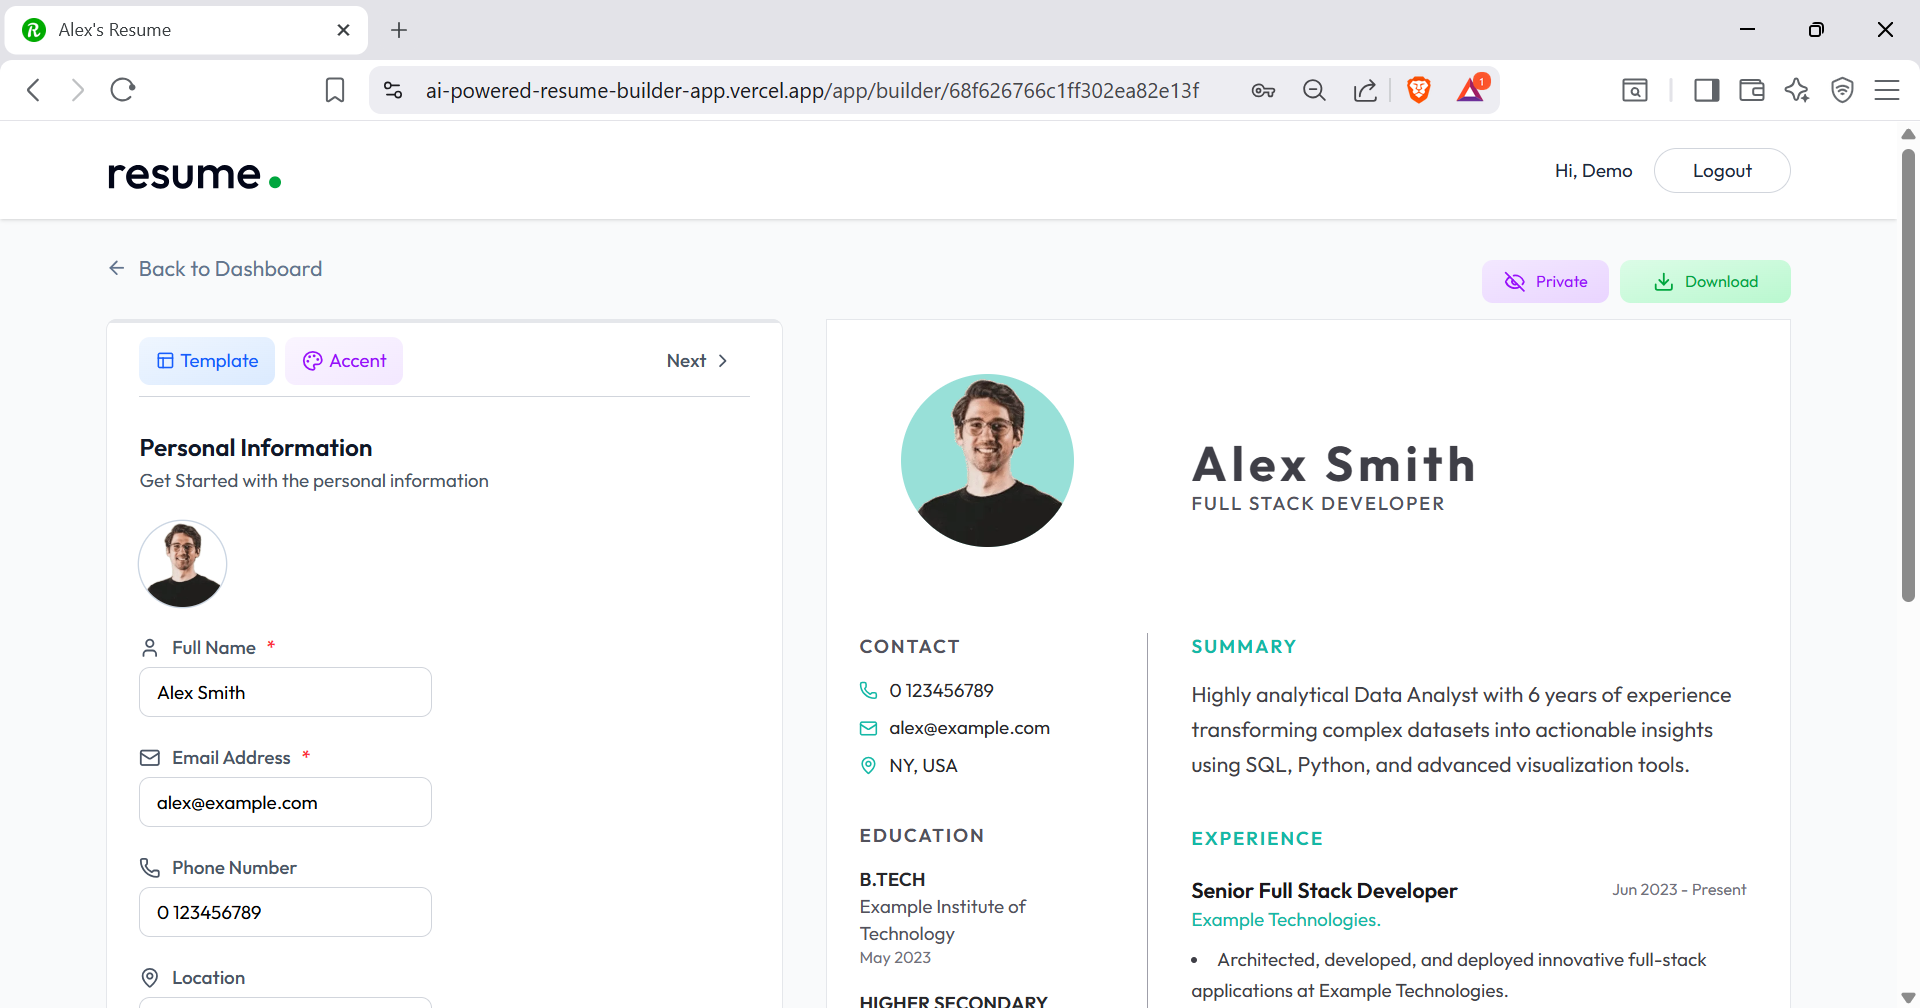 Alex's Resume
ai-powered-resume-builder-app.vercel.app/app/builder/68f626766c1ff302ea82e13f
1
resume.
Hi, Demo
Logout
Back to Dashboard
Private
Download
Template
Accent
Next
Personal Information
Get Started with the personal information
Full Name *
Alex Smith
Email Address *
alex@example.com
Phone Number
0 123456789
Location
Alex Smith
FULL STACK DEVELOPER
CONTACT
0 123456789
alex@example.com
NY, USA
EDUCATION
B.TECH
Example Institute of
Technology
May 2023
HIGHER SECONDARY
SUMMARY
Highly analytical Data Analyst with 6 years of experience
transforming complex datasets into actionable insights
using SQL, Python, and advanced visualization tools.
EXPERIENCE
Senior Full Stack Developer
Jun 2023 - Present
Example Technologies.
• Architected, developed, and deployed innovative full-stack
applications at Example Technologies.